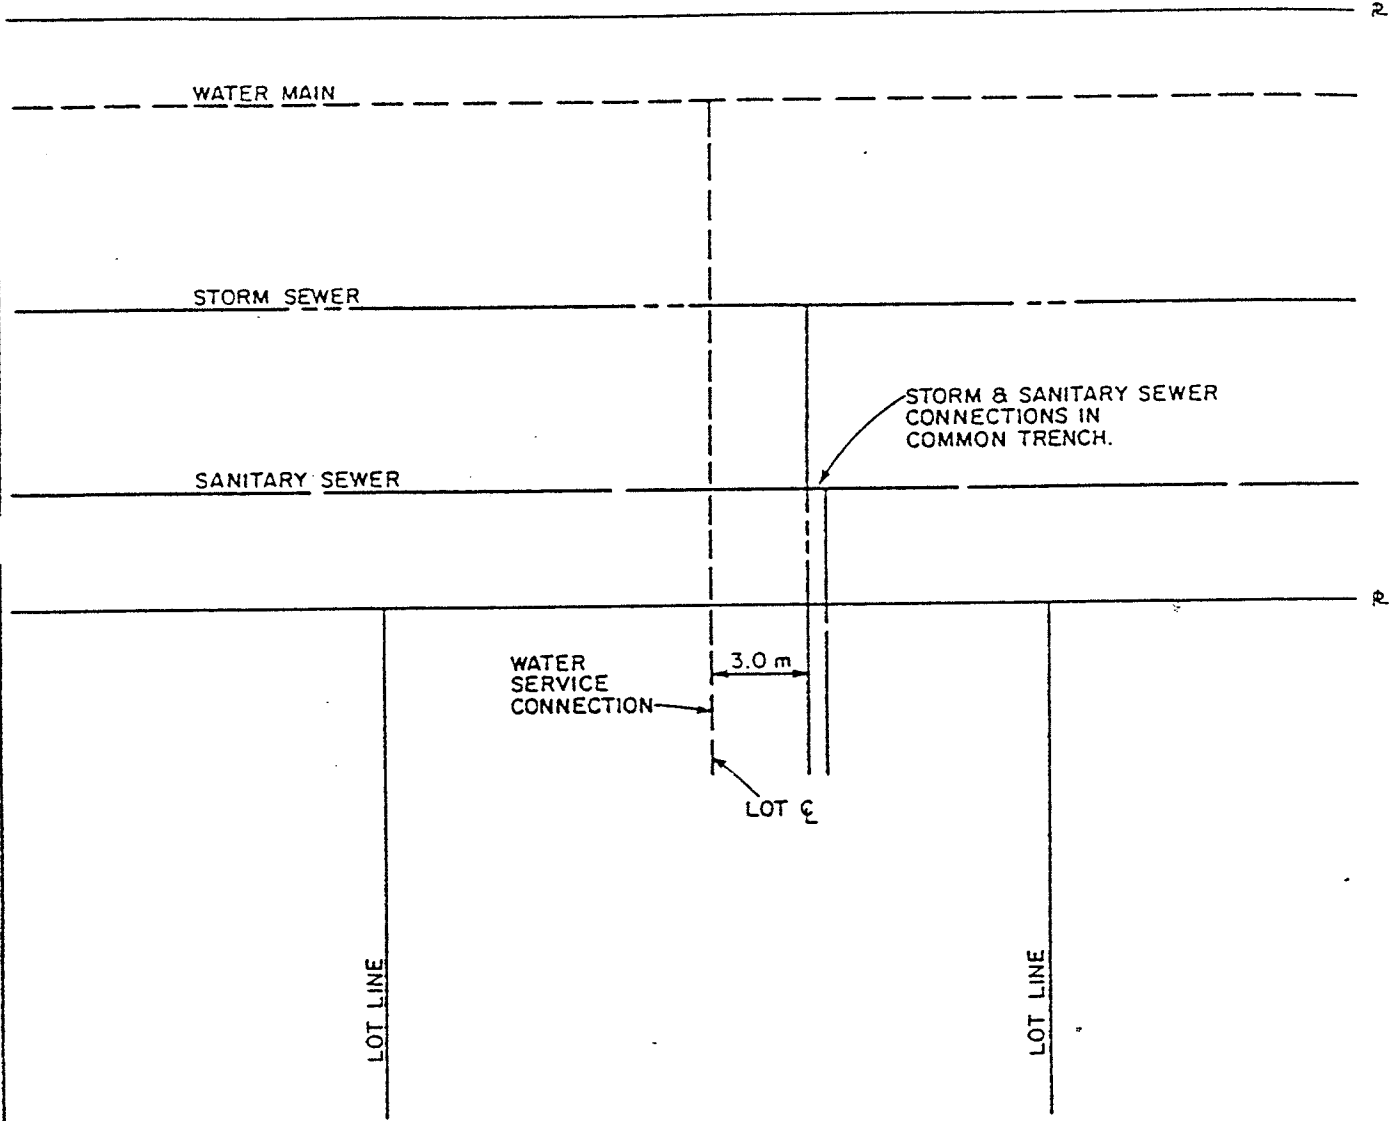 WATER MAIN
STORM SEWER
STORM & SANITARY SEWER
CONNECTIONS IN
COMMON TRENCH.
SANITARY SEWER
WATER
SERVICE
CONNECTION
3.0 m
LOT ℄
LOT LINE
LOT LINE